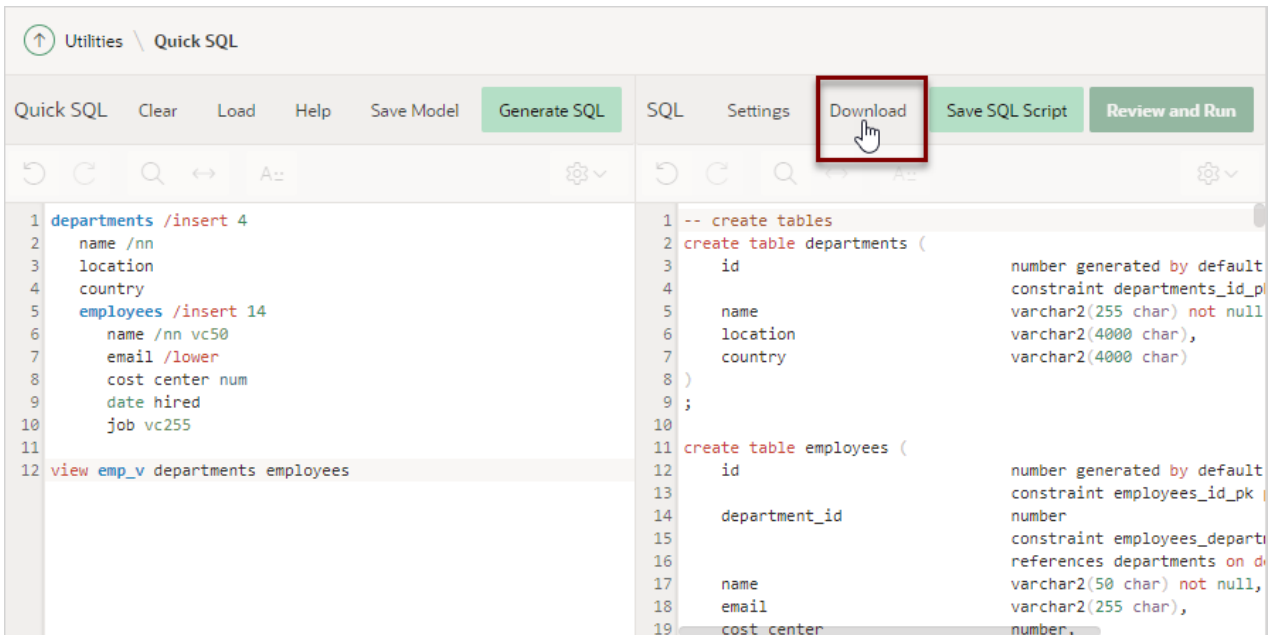 Utilities \ Quick SQL
Quick SQL Clear Load Help Save Model Generate SQL
1 departments /insert 4
2 name /nn
3 location
4 country
5 employees /insert 14
6 name /nn vc50
7 email /lower
8 cost center num
9 date hired
10 job vc255
11
12 view emp_v departments employees
SQL Settings Download Save SQL Script Review and Run
1 -- create tables
2 create table departments (
3 id number generated by default
4 constraint departments_id_p
5 name varchar2(255 char) not null
6 location varchar2(4000 char),
7 country varchar2(4000 char)
8 )
9 ;
10
11 create table employees (
12 id number generated by default
13 constraint employees_id_pk
14 department_id number
15 constraint employees_depart
16 references departments on d
17 name varchar2(50 char) not null,
18 email varchar2(255 char),
19 cost_center number,